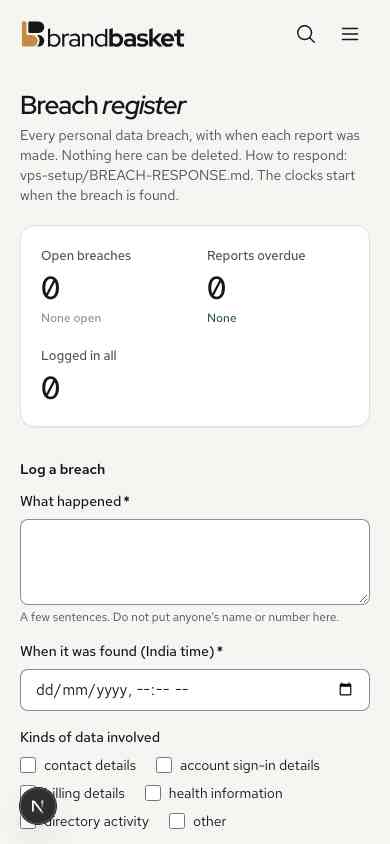 brandbasket
Breach register
Every personal data breach, with when each report was
made. Nothing here can be deleted. How to respond:
vps-setup/BREACH-RESPONSE.md. The clocks start
when the breach is found.
Open breaches
0
None open
Reports overdue
0
None
Logged in all
0
Log a breach
What happened *
A few sentences. Do not put anyone's name or number here.
When it was found (India time) *
dd/mm/yyyy, --:-- --
Kinds of data involved
contact details
account sign-in details
billing details
health information
directory activity
other
N